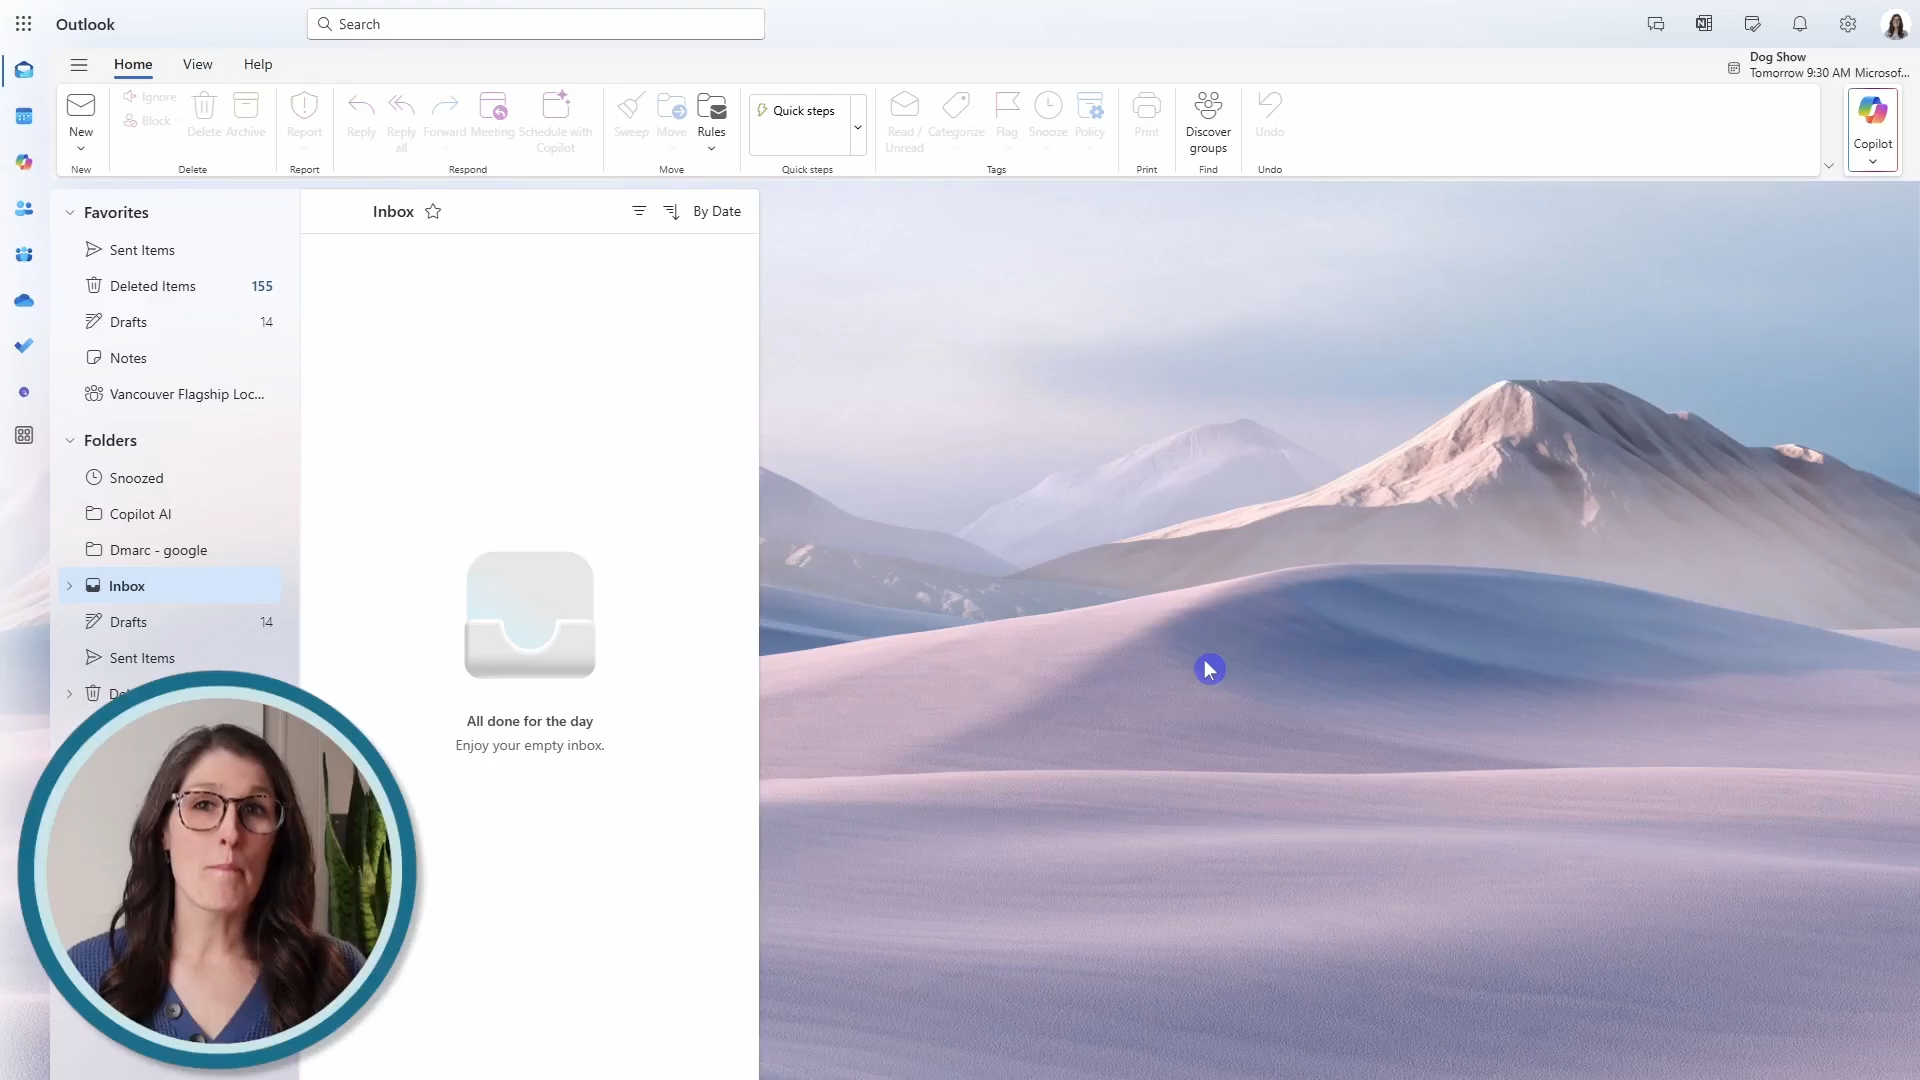 Outlook
Search
Home
View
Help
Dog Show
Tomorrow 9:30 AM Microsof...
New
Ignore
Block
Delete
Archive
Report
Reply
Reply all
Forward
Meeting
Schedule with Copilot
Sweep
Move
Rules
Quick steps
Read / Unread
Categorize
Flag
Snooze
Policy
Print
Discover groups
Undo
Copilot
New
Delete
Report
Respond
Move
Quick steps
Tags
Print
Find
Undo
Favorites
Sent Items
Deleted Items 155
Drafts 14
Notes
Vancouver Flagship Loc...
Folders
Snoozed
Copilot AI
Dmarc - google
Inbox
Drafts 14
Sent Items
Inbox
By Date
All done for the day
Enjoy your empty inbox.